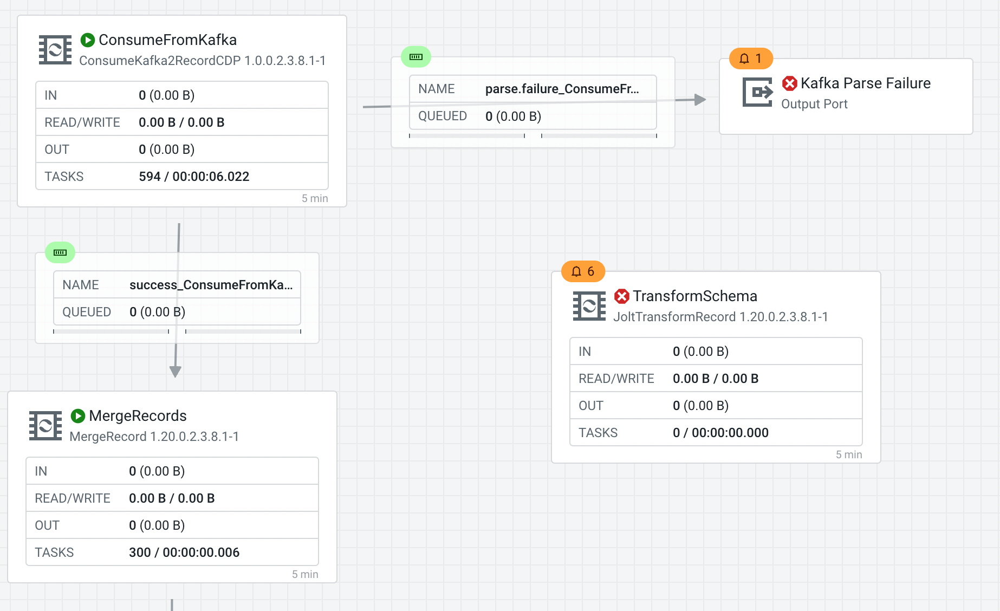 ConsumeFromKafka
ConsumeKafka2RecordCDP 1.0.0.2.3.8.1-1
IN 0 (0.00 B)
READ/WRITE 0.00 B / 0.00 B
OUT 0 (0.00 B)
TASKS 594 / 00:00:06.022
5 min
NAME parse.failure_ConsumeFr...
QUEUED 0 (0.00 B)
1
Kafka Parse Failure
Output Port
NAME success_ConsumeFromKa...
QUEUED 0 (0.00 B)
6
TransformSchema
JoltTransformRecord 1.20.0.2.3.8.1-1
IN 0 (0.00 B)
READ/WRITE 0.00 B / 0.00 B
OUT 0 (0.00 B)
TASKS 0 / 00:00:00.000
5 min
MergeRecords
MergeRecord 1.20.0.2.3.8.1-1
IN 0 (0.00 B)
READ/WRITE 0.00 B / 0.00 B
OUT 0 (0.00 B)
TASKS 300 / 00:00:00.006
5 min